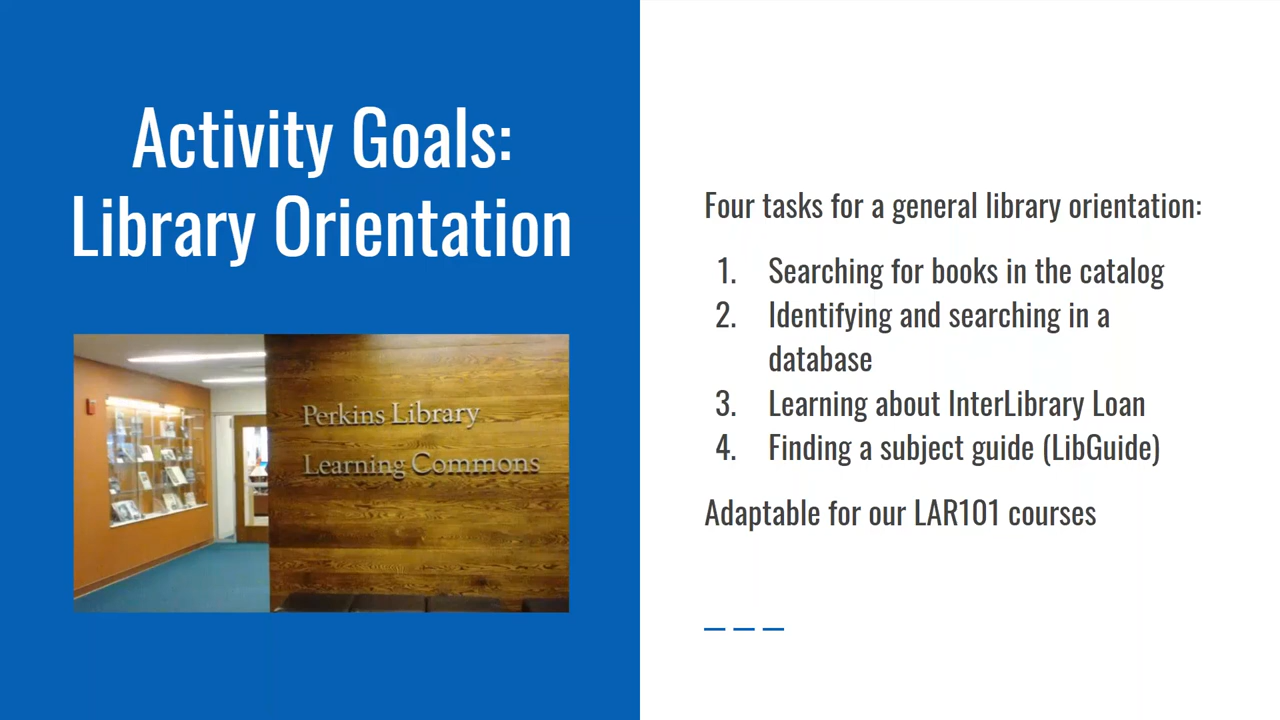 Activity Goals:
Library Orientation
Perkins Library
Learning Commons
Four tasks for a general library orientation:
1. Searching for books in the catalog
2. Identifying and searching in a
database
3. Learning about InterLibrary Loan
4. Finding a subject guide (LibGuide)
Adaptable for our LAR101 courses